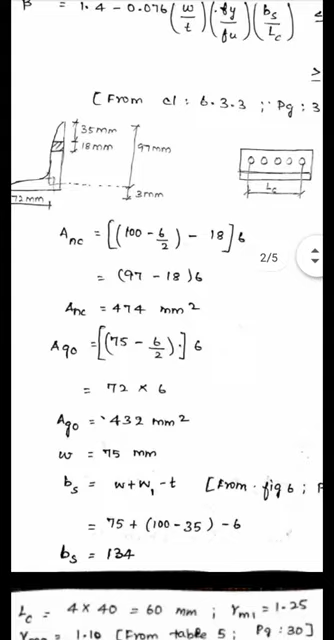 β = 1.4 - 0.076 (w/t) (fy/fu) (bs/Lc) ≤
≥
[From cl : 6.3.3 ; Pg : 3
35mm
18mm
97mm
3mm
72mm
Lc
Anc = [(100 - 6/2) - 18] 6
= (97 - 18) 6
2/5
Anc = 474 mm²
Ago = [(75 - 6/2).] 6
= 72 × 6
Ago = 432 mm²
w = 75 mm
bs = w + w1 - t [From. fig 6 ; P
= 75 + (100 - 35) - 6
bs = 134
Lc = 4 × 40 = 60 mm ; γm1 = 1.25
= 1.10 [From table 5 ; Pg : 30]